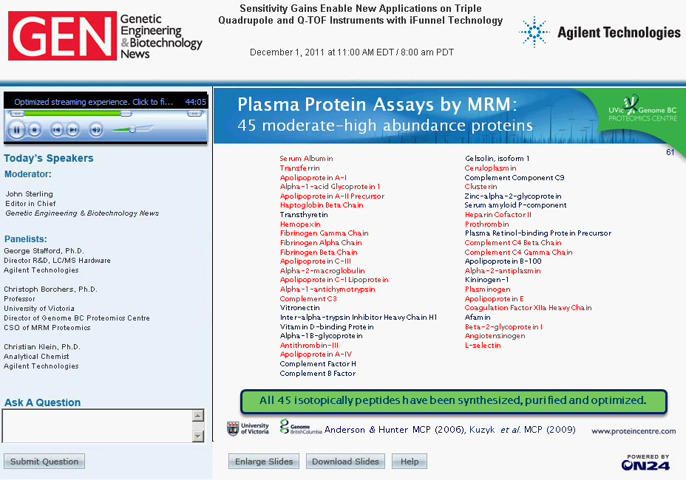 GEN
Genetic
Engineering
& Biotechnology
News
Sensitivity Gains Enable New Applications on Triple
Quadrupole and Q-TOF Instruments with iFunnel Technology
December 1, 2011 at 11:00 AM EDT / 8:00 am PDT
Agilent Technologies
Optimized streaming experience. Click to fi... 44:05
Today's Speakers
Moderator:
John Sterling
Editor in Chief
Genetic Engineering & Biotechnology News
Panelists:
George Stafford, Ph.D.
Director R&D, LC/MS Hardware
Agilent Technologies
Christoph Borchers, Ph.D.
Professor
University of Victoria
Director of Genome BC Proteomics Centre
CSO of MRM Proteomics
Christian Klein, Ph.D.
Analytical Chemist
Agilent Technologies
Ask A Question
Submit Question
Plasma Protein Assays by MRM:
45 moderate-high abundance proteins
UVic Genome BC
PROTEOMICS CENTRE
61
Serum Albumin
Transferrin
Apolipoprotein A-I
Alpha-1-acid Glycoprotein 1
Apolipoprotein A-II Precursor
Haptoglobin Beta Chain
Transthyretin
Hemopexin
Fibrinogen Gamma Chain
Fibrinogen Alpha Chain
Fibrinogen Beta Chain
Apolipoprotein C-III
Alpha-2-macroglobulin
Apolipoprotein C-I Lipoprotein
Alpha-1-antichymotrypsin
Complement C3
Vitronectin
Inter-alpha-trypsin Inhibitor Heavy Chain H1
Vitamin D-binding Protein
Alpha-1B-glycoprotein
Antithrombin-III
Apolipoprotein A-IV
Complement Factor H
Complement B Factor
Gelsolin, isoform 1
Ceruloplasmin
Complement Component C9
Clusterin
Zinc-alpha-2-glycoprotein
Serum amyloid P-component
Heparin Cofactor II
Prothrombin
Plasma Retinol-binding Protein Precursor
Complement C4 Beta Chain
Complement C4 Gamma Chain
Apolipoprotein B-100
Alpha-2-antiplasmin
Kininogen-1
Plasminogen
Apolipoprotein E
Coagulation Factor XIIa Heavy Chain
Afamin
Beta-2-glycoprotein I
Angiotensinogen
L-selectin
All 45 isotopically peptides have been synthesized, purified and optimized.
University
of Victoria
Genome
BritishColumbia
Anderson & Hunter MCP (2006), Kuzyk et al. MCP (2009)
www.proteincentre.com
Enlarge Slides
Download Slides
Help
POWERED BY
ON24